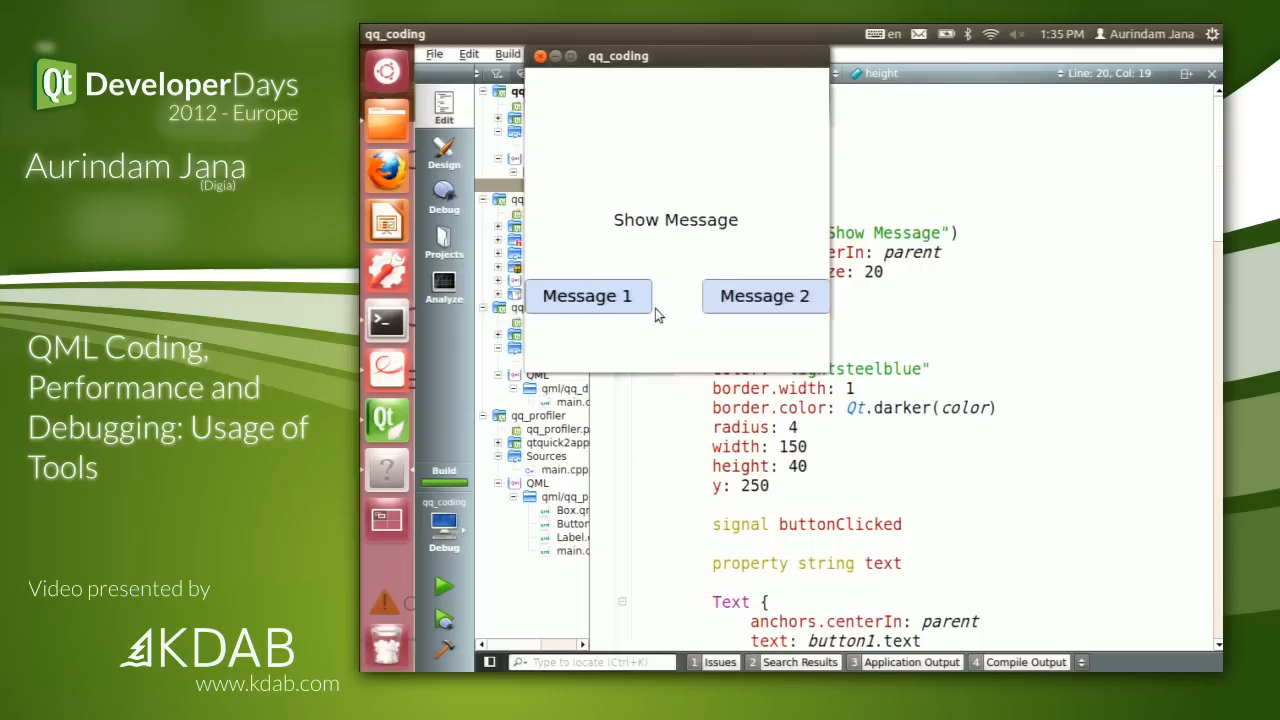 Qt DeveloperDays
2012 - Europe
Aurindam Jana
(Digia)
QML Coding,
Performance and
Debugging: Usage of
Tools
Video presented by
KDAB
www.kdab.com
qq_coding
en
1:35 PM
Aurindam Jana
File Edit Build
qq_coding
height
Line: 20, Col: 19
Edit
Design
Debug
Projects
Analyze
Build
qq_coding
Debug
Show Message
Message 1
Message 2
QML
qml/qq_d
main.c
qq_profiler
qq_profiler.p
qtquick2app
Sources
main.cpp
QML
qml/qq_p
Box.qr
Button
Label.
main.c
Show Message")
erIn: parent
ze: 20
color: "lightsteelblue"
border.width: 1
border.color: Qt.darker(color)
radius: 4
width: 150
height: 40
y: 250
signal buttonClicked
property string text
Text {
anchors.centerIn: parent
text: button1.text
Type to locate (Ctrl+K)
1 Issues
2 Search Results
3 Application Output
4 Compile Output